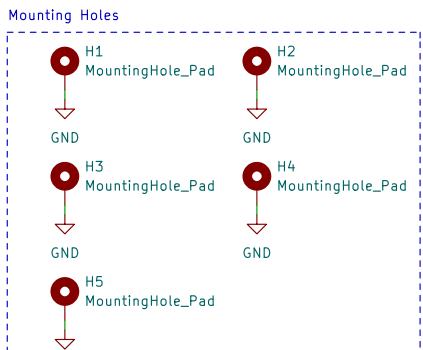 Mounting Holes
H1
MountingHole_Pad
H2
MountingHole_Pad
GND
GND
H3
MountingHole_Pad
H4
MountingHole_Pad
GND
GND
H5
MountingHole_Pad